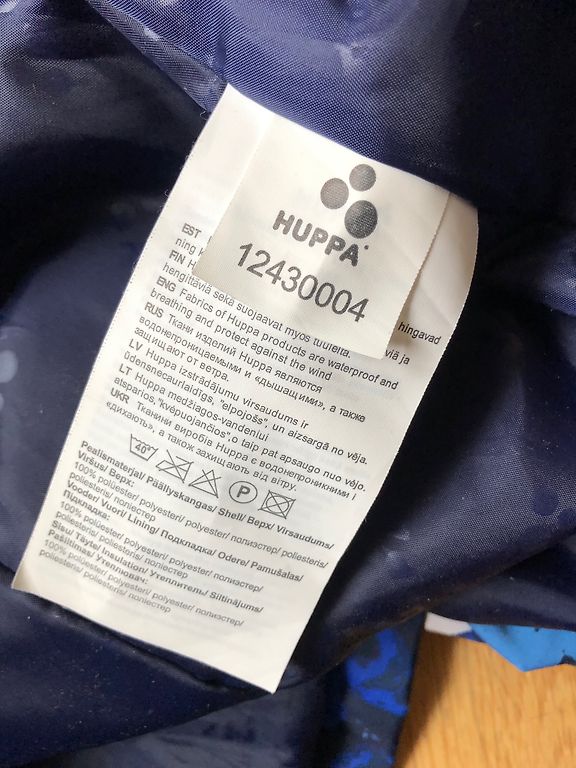 HUPPA
12430004
EST
ning
hingavad
FIN
hengittäviä sekä suojaavat myös tuulelta.
ENG Fabrics of Huppa products are waterproof and
breathing and protect against the wind
RUS Ткани изделий Huppa являются
водонепроницаемыми и «дышащими», а также
защищают от ветра.
LV Huppa Izstrādājumu virsaudums ir
ūdensnecaurlaidīgs, "elpojošs", un aizsargā no vēja.
LT Huppa medžiagos-vandeniui
atsparios,"kvėpuojančios",o taip pat apsaugo nuo vėjo.
UKR Тканини виробів Huppa є водонепроникними і
«дихають», а також захищають від вітру.
40°
P
Pealismaterjal/ Päällyskangas/ Shell/ Верх/ Virsaudums/
Viršus/ Верх:
100% polüester/ polyester/ polyester/ полиэстер/ poliesteris/
poliesteris/ поліестер
Vooder/ Vuori/ Lining/ Подкладка/ Odere/ Pamušalas/
Підкладка:
100% polüester/ polyester/ polyester/ полиэстер/
poliesteris/ poliesteris/ поліестер
Sisu/ Täyte/ Insulation/ Утеплитель/ Siltinājums/
Pašiltimas/ Утеплювач:
100% polüester/ polyester/ polyester/ полиэстер/
poliesteris/ poliesteris/ поліестер